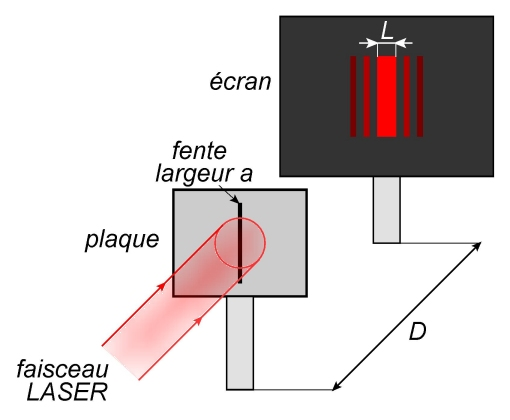 L
écran
fente
largeur a
plaque
D
faisceau
LASER